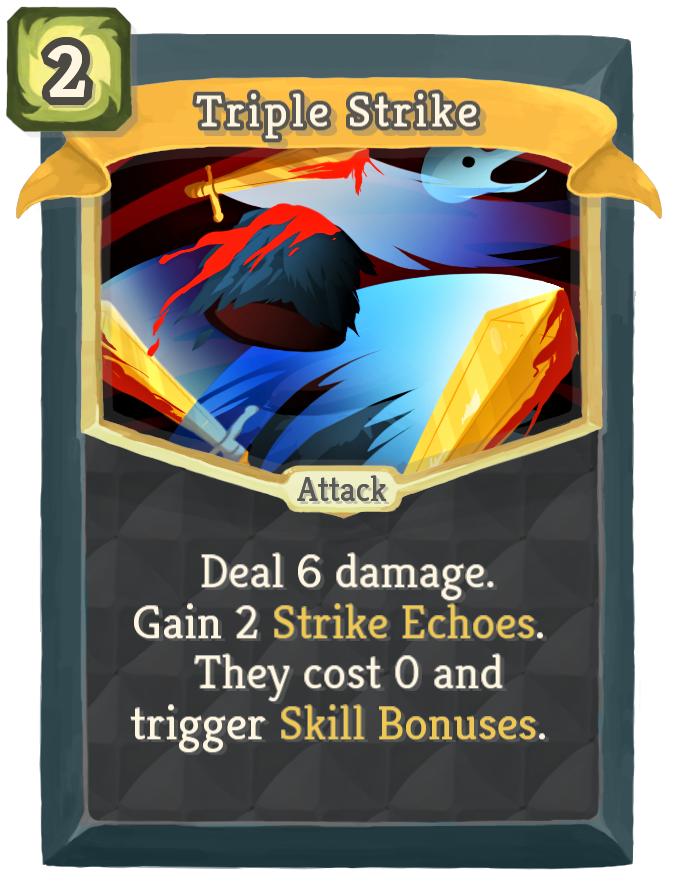 2
Triple Strike
Attack
Deal 6 damage.
Gain 2 Strike Echoes.
They cost 0 and
trigger Skill Bonuses.